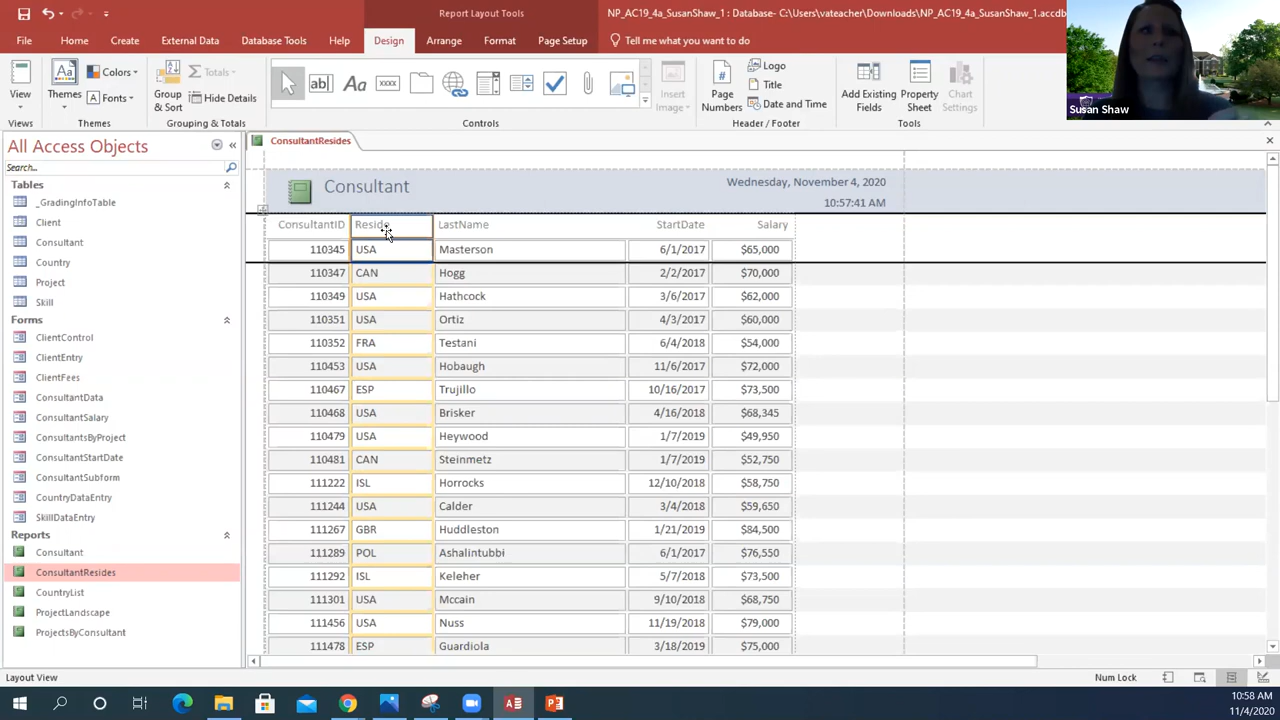 Report Layout Tools
NP_AC19_4a_SusanShaw_1 : Database- C:\Users\vateacher\Downloads\NP_AC19_4a_SusanShaw_1.accdb
File Home Create External Data Database Tools Help Design Arrange Format Page Setup Tell me what you want to do
View Themes Colors Fonts Group & Sort Totals Hide Details Insert Image Page Numbers Logo Title Date and Time Add Existing Fields Property Sheet Chart Settings
Views Themes Grouping & Totals Controls Header / Footer Tools
Susan Shaw
All Access Objects
Search...
Tables
_GradingInfoTable
Client
Consultant
Country
Project
Skill
Forms
ClientControl
ClientEntry
ClientFees
ConsultantData
ConsultantSalary
ConsultantsByProject
ConsultantStartDate
ConsultantSubform
CountryDataEntry
SkillDataEntry
Reports
Consultant
ConsultantResides
CountryList
ProjectLandscape
ProjectsByConsultant
ConsultantResides
Consultant
Wednesday, November 4, 2020
10:57:41 AM
ConsultantID LastName StartDate Salary
110345 USA Masterson 6/1/2017 $65,000
110347 CAN Hogg 2/2/2017 $70,000
110349 USA Hathcock 3/6/2017 $62,000
110351 USA Ortiz 4/3/2017 $60,000
110352 FRA Testani 6/4/2018 $54,000
110453 USA Hobaugh 11/6/2017 $72,000
110467 ESP Trujillo 10/16/2017 $73,500
110468 USA Brisker 4/16/2018 $68,345
110479 USA Heywood 1/7/2019 $49,950
110481 CAN Steinmetz 1/7/2019 $52,750
111222 ISL Horrocks 12/10/2018 $58,750
111244 USA Calder 3/4/2018 $59,650
111267 GBR Huddleston 1/21/2019 $84,500
111289 POL Ashalintubbi 6/1/2017 $76,550
111292 ISL Keleher 5/7/2018 $73,500
111301 USA Mccain 9/10/2018 $68,750
111456 USA Nuss 11/19/2018 $79,000
111478 ESP Guardiola 3/18/2019 $75,000
Layout View
Num Lock
10:58 AM
11/4/2020